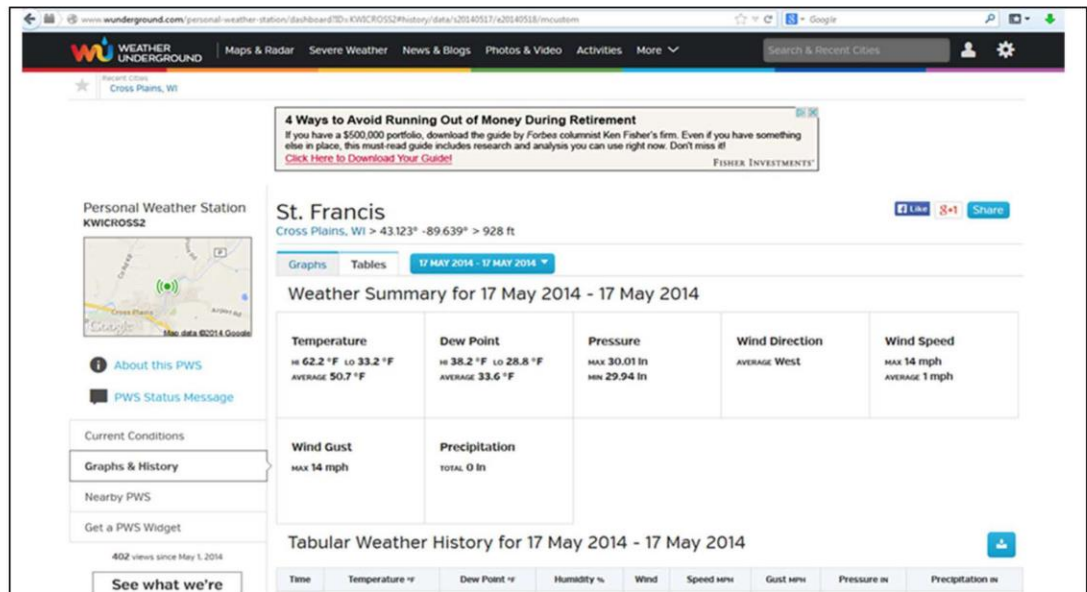 www.wunderground.com/personal-weather-station/dashboard?ID=KWICROSS2#history/data/s20140517/e20140518/mcustom
Google
WEATHER UNDERGROUND
Maps & Radar Severe Weather News & Blogs Photos & Video Activities More
Search & Recent Cities
Recent Cities
Cross Plains, WI
4 Ways to Avoid Running Out of Money During Retirement
If you have a $500,000 portfolio, download the guide by Forbes columnist Ken Fisher's firm. Even if you have something
else in place, this must-read guide includes research and analysis you can use right now. Don't miss it!
Click Here to Download Your Guide!
FISHER INVESTMENTS
Personal Weather Station
KWICROSS2
Cross Plains
Google
Map data ©2014 Google
About this PWS
PWS Status Message
Current Conditions
Graphs & History
Nearby PWS
Get a PWS Widget
402 views since May 1, 2014
See what we're
St. Francis
Like +1 Share
Cross Plains, WI > 43.123° -89.639° > 928 ft
Graphs Tables 17 MAY 2014 - 17 MAY 2014
Weather Summary for 17 May 2014 - 17 May 2014
Temperature
HI 62.2 °F LO 33.2 °F
AVERAGE 50.7 °F
Dew Point
HI 38.2 °F LO 28.8 °F
AVERAGE 33.6 °F
Pressure
MAX 30.01 in
MIN 29.94 in
Wind Direction
AVERAGE West
Wind Speed
MAX 14 mph
AVERAGE 1 mph
Wind Gust
MAX 14 mph
Precipitation
TOTAL 0 in
Tabular Weather History for 17 May 2014 - 17 May 2014
Time Temperature °F Dew Point °F Humidity % Wind Speed MPH Gust MPH Pressure IN Precipitation IN